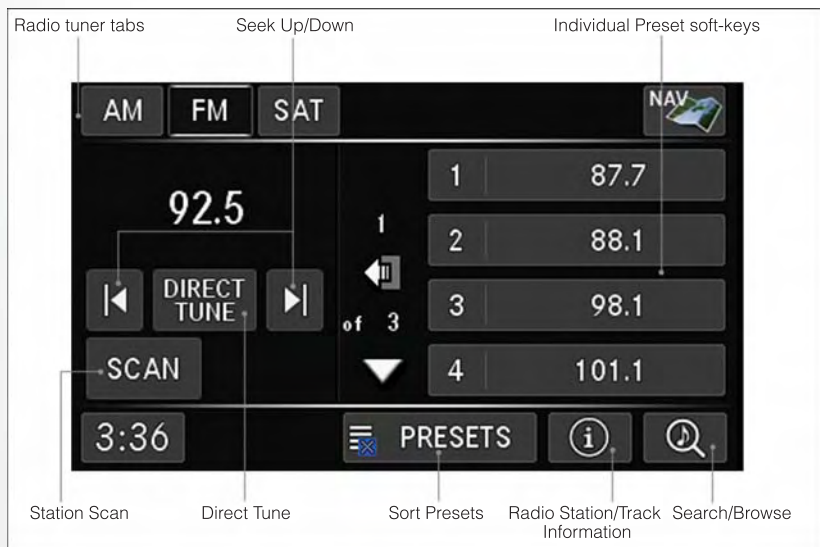 Radio tuner tabs
Seek Up/Down
Individual Preset soft-keys
AM
FM
SAT
NAV
92.5
DIRECT
TUNE
SCAN
1
of 3
1 87.7
2 88.1
3 98.1
4 101.1
3:36
PRESETS
i
Station Scan
Direct Tune
Sort Presets
Radio Station/Track
Information
Search/Browse